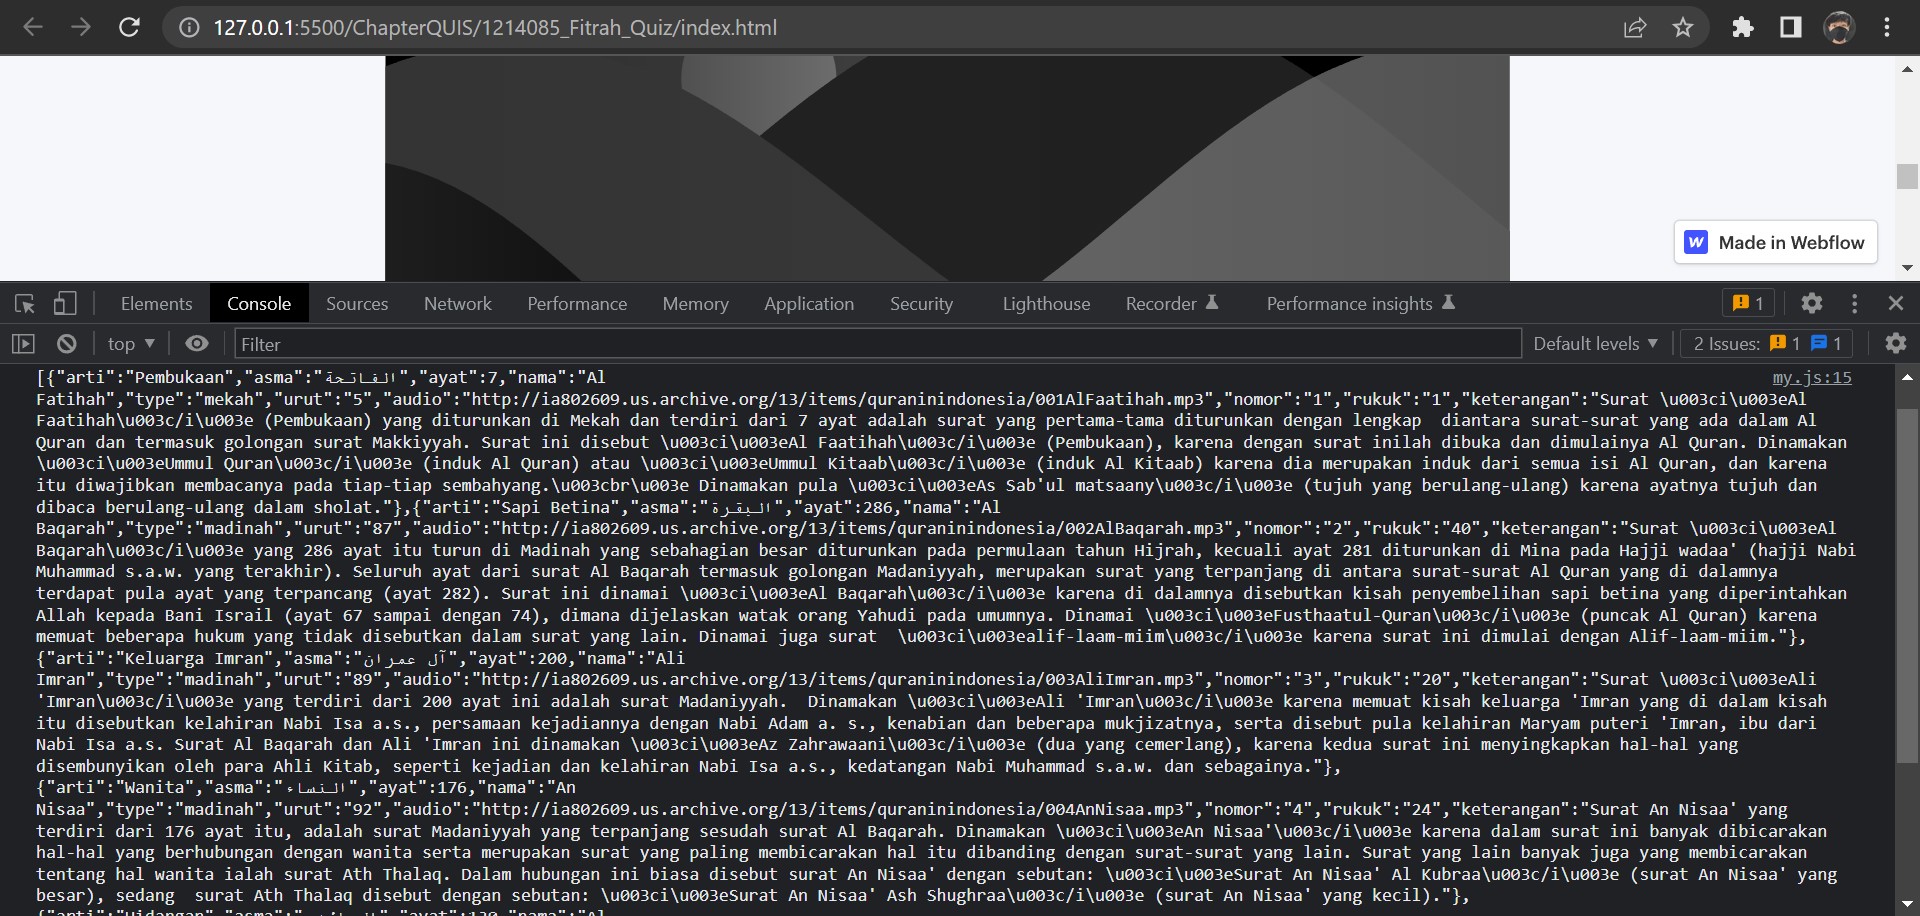 127.0.0.1:5500/ChapterQUIS/1214085_Fitrah_Quiz/index.html
Made in Webflow
Elements Console Sources Network Performance Memory Application Security Lighthouse Recorder Performance insights 1
top Filter Default levels 2 Issues: 1 1
[{"arti":"Pembukaan","asma":"الفاتحة","ayat":7,"nama":"Al my.js:15
Fatihah","type":"mekah","urut":"5","audio":"http://ia802609.us.archive.org/13/items/quraninindonesia/001AlFaatihah.mp3","nomor":"1","rukuk":"1","keterangan":"Surat \u003ci\u003eAl
Faatihah\u003c/i\u003e (Pembukaan) yang diturunkan di Mekah dan terdiri dari 7 ayat adalah surat yang pertama-tama diturunkan dengan lengkap  diantara surat-surat yang ada dalam Al
Quran dan termasuk golongan surat Makkiyyah. Surat ini disebut \u003ci\u003eAl Faatihah\u003c/i\u003e (Pembukaan), karena dengan surat inilah dibuka dan dimulainya Al Quran. Dinamakan
\u003ci\u003eUmmul Quran\u003c/i\u003e (induk Al Quran) atau \u003ci\u003eUmmul Kitaab\u003c/i\u003e (induk Al Kitaab) karena dia merupakan induk dari semua isi Al Quran, dan karena
itu diwajibkan membacanya pada tiap-tiap sembahyang.\u003cbr\u003e Dinamakan pula \u003ci\u003eAs Sab'ul matsaany\u003c/i\u003e (tujuh yang berulang-ulang) karena ayatnya tujuh dan
dibaca berulang-ulang dalam sholat."},{"arti":"Sapi Betina","asma":"البقرة","ayat":286,"nama":"Al
Baqarah","type":"madinah","urut":"87","audio":"http://ia802609.us.archive.org/13/items/quraninindonesia/002AlBaqarah.mp3","nomor":"2","rukuk":"40","keterangan":"Surat \u003ci\u003eAl
Baqarah\u003c/i\u003e yang 286 ayat itu turun di Madinah yang sebahagian besar diturunkan pada permulaan tahun Hijrah, kecuali ayat 281 diturunkan di Mina pada Hajji wadaa' (hajji Nabi
Muhammad s.a.w. yang terakhir). Seluruh ayat dari surat Al Baqarah termasuk golongan Madaniyyah, merupakan surat yang terpanjang di antara surat-surat Al Quran yang di dalamnya
terdapat pula ayat yang terpancang (ayat 282). Surat ini dinamai \u003ci\u003eAl Baqarah\u003c/i\u003e karena di dalamnya disebutkan kisah penyembelihan sapi betina yang diperintahkan
Allah kepada Bani Israil (ayat 67 sampai dengan 74), dimana dijelaskan watak orang Yahudi pada umumnya. Dinamai \u003ci\u003eFusthaatul-Quran\u003c/i\u003e (puncak Al Quran) karena
memuat beberapa hukum yang tidak disebutkan dalam surat yang lain. Dinamai juga surat  \u003ci\u003ealif-laam-miim\u003c/i\u003e karena surat ini dimulai dengan Alif-laam-miim."},
{"arti":"Keluarga Imran","asma":"آل عمران","ayat":200,"nama":"Ali
Imran","type":"madinah","urut":"89","audio":"http://ia802609.us.archive.org/13/items/quraninindonesia/003AliImran.mp3","nomor":"3","rukuk":"20","keterangan":"Surat \u003ci\u003eAli
'Imran\u003c/i\u003e yang terdiri dari 200 ayat ini adalah surat Madaniyyah.  Dinamakan \u003ci\u003eAli 'Imran\u003c/i\u003e karena memuat kisah keluarga 'Imran yang di dalam kisah
itu disebutkan kelahiran Nabi Isa a.s., persamaan kejadiannya dengan Nabi Adam a. s., kenabian dan beberapa mukjizatnya, serta disebut pula kelahiran Maryam puteri 'Imran, ibu dari
Nabi Isa a.s. Surat Al Baqarah dan Ali 'Imran ini dinamakan \u003ci\u003eAz Zahrawaani\u003c/i\u003e (dua yang cemerlang), karena kedua surat ini menyingkapkan hal-hal yang
disembunyikan oleh para Ahli Kitab, seperti kejadian dan kelahiran Nabi Isa a.s., kedatangan Nabi Muhammad s.a.w. dan sebagainya."},
{"arti":"Wanita","asma":"النساء","ayat":176,"nama":"An
Nisaa","type":"madinah","urut":"92","audio":"http://ia802609.us.archive.org/13/items/quraninindonesia/004AnNisaa.mp3","nomor":"4","rukuk":"24","keterangan":"Surat An Nisaa' yang
terdiri dari 176 ayat itu, adalah surat Madaniyyah yang terpanjang sesudah surat Al Baqarah. Dinamakan \u003ci\u003eAn Nisaa'\u003c/i\u003e karena dalam surat ini banyak dibicarakan
hal-hal yang berhubungan dengan wanita serta merupakan surat yang paling membicarakan hal itu dibanding dengan surat-surat yang lain. Surat yang lain banyak juga yang membicarakan
tentang hal wanita ialah surat Ath Thalaq. Dalam hubungan ini biasa disebut surat An Nisaa' dengan sebutan: \u003ci\u003eSurat An Nisaa' Al Kubraa\u003c/i\u003e (surat An Nisaa' yang
besar), sedang  surat Ath Thalaq disebut dengan sebutan: \u003ci\u003eSurat An Nisaa' Ash Shughraa\u003c/i\u003e (surat An Nisaa' yang kecil)."},